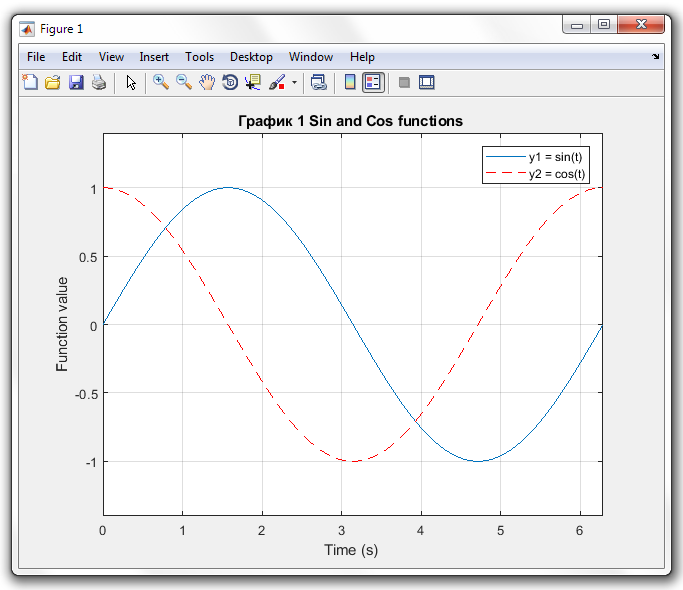 Figure 1
File Edit View Insert Tools Desktop Window Help
График 1 Sin and Cos functions
y1 = sin(t)
y2 = cos(t)
1
0.5
0
-0.5
-1
Function value
0 1 2 3 4 5 6
Time (s)